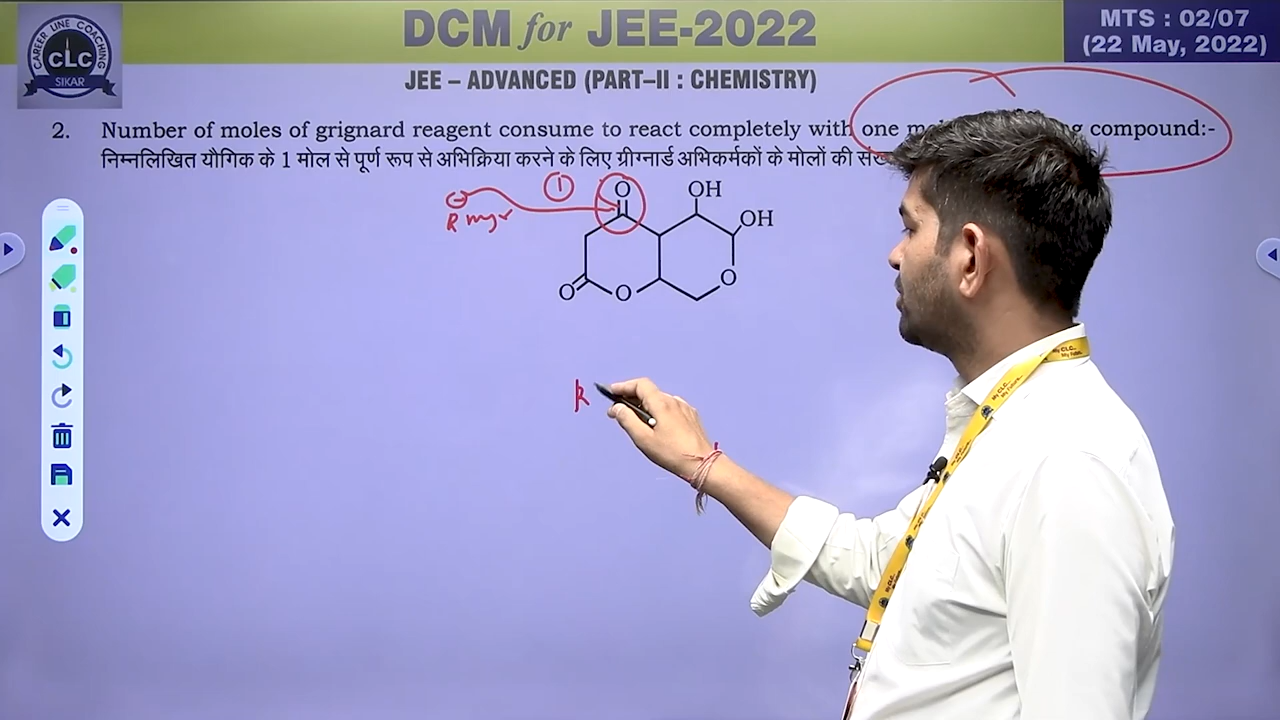 DCM for JEE-2022
MTS : 02/07
(22 May, 2022)
CAREER LINE COACHING
CLC
SIKAR
JEE – ADVANCED (PART–II : CHEMISTRY)
2. Number of moles of grignard reagent consume to react completely with one compound:-
निम्नलिखित यौगिक के 1 मोल से पूर्ण रूप से अभिक्रिया करने के लिए ग्रीग्नार्ड अभिकर्मकों के मोलों की
1
R mgx
O
OH
OH
O
O
O
R